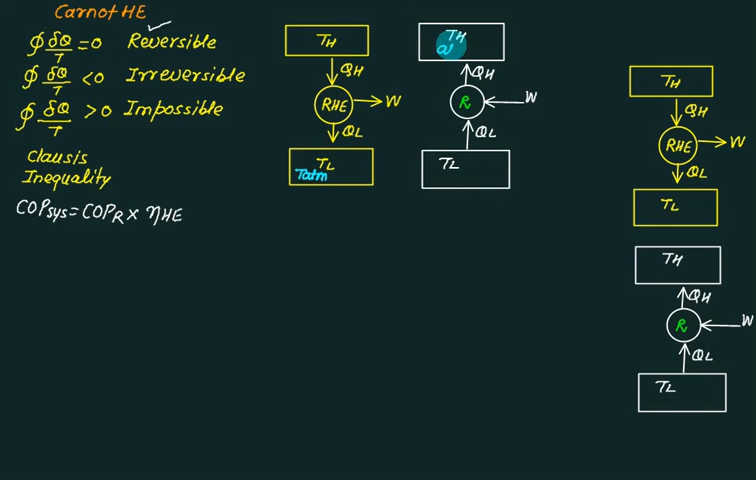 Carnot HE
∮ δQ/T = 0 Reversible
∮ δQ/T < 0 Irreversible
∮ δQ/T > 0 Impossible
Clausis
Inequality
COPsys = COPR × ηHE
TH
QH
RHE
W
QL
TL
Tatm
TH
QH
R
W
QL
TL
TH
QH
RHE
W
QL
TL
TH
QH
R
W
QL
TL